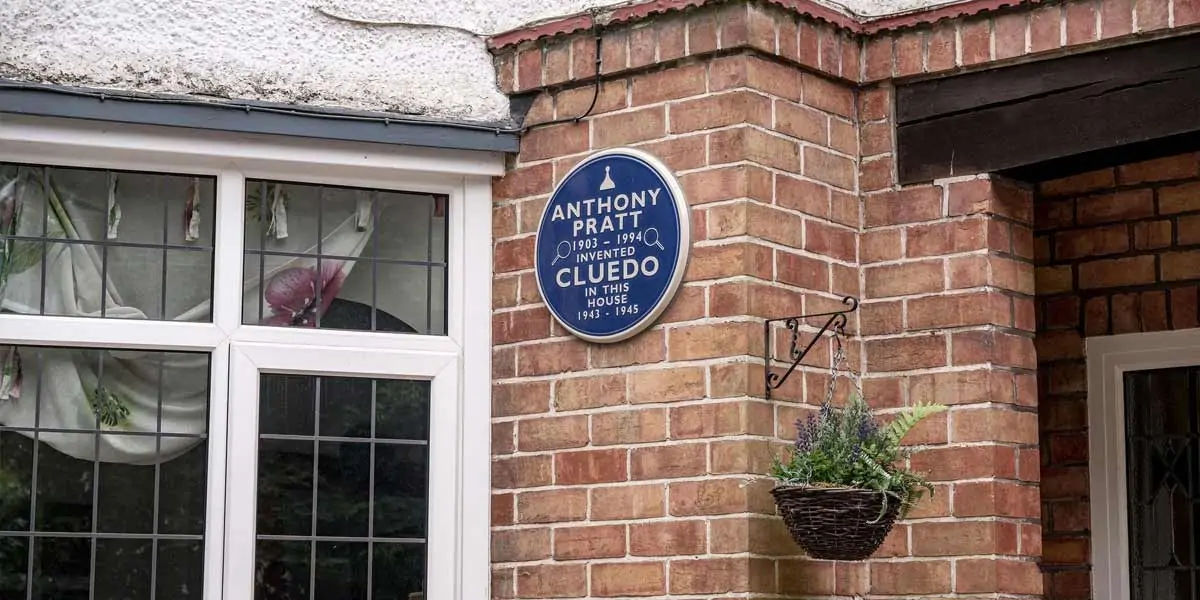 ANTHONY
PRATT
1903 – 1994
INVENTED
CLUEDO
IN THIS
HOUSE
1943 - 1945